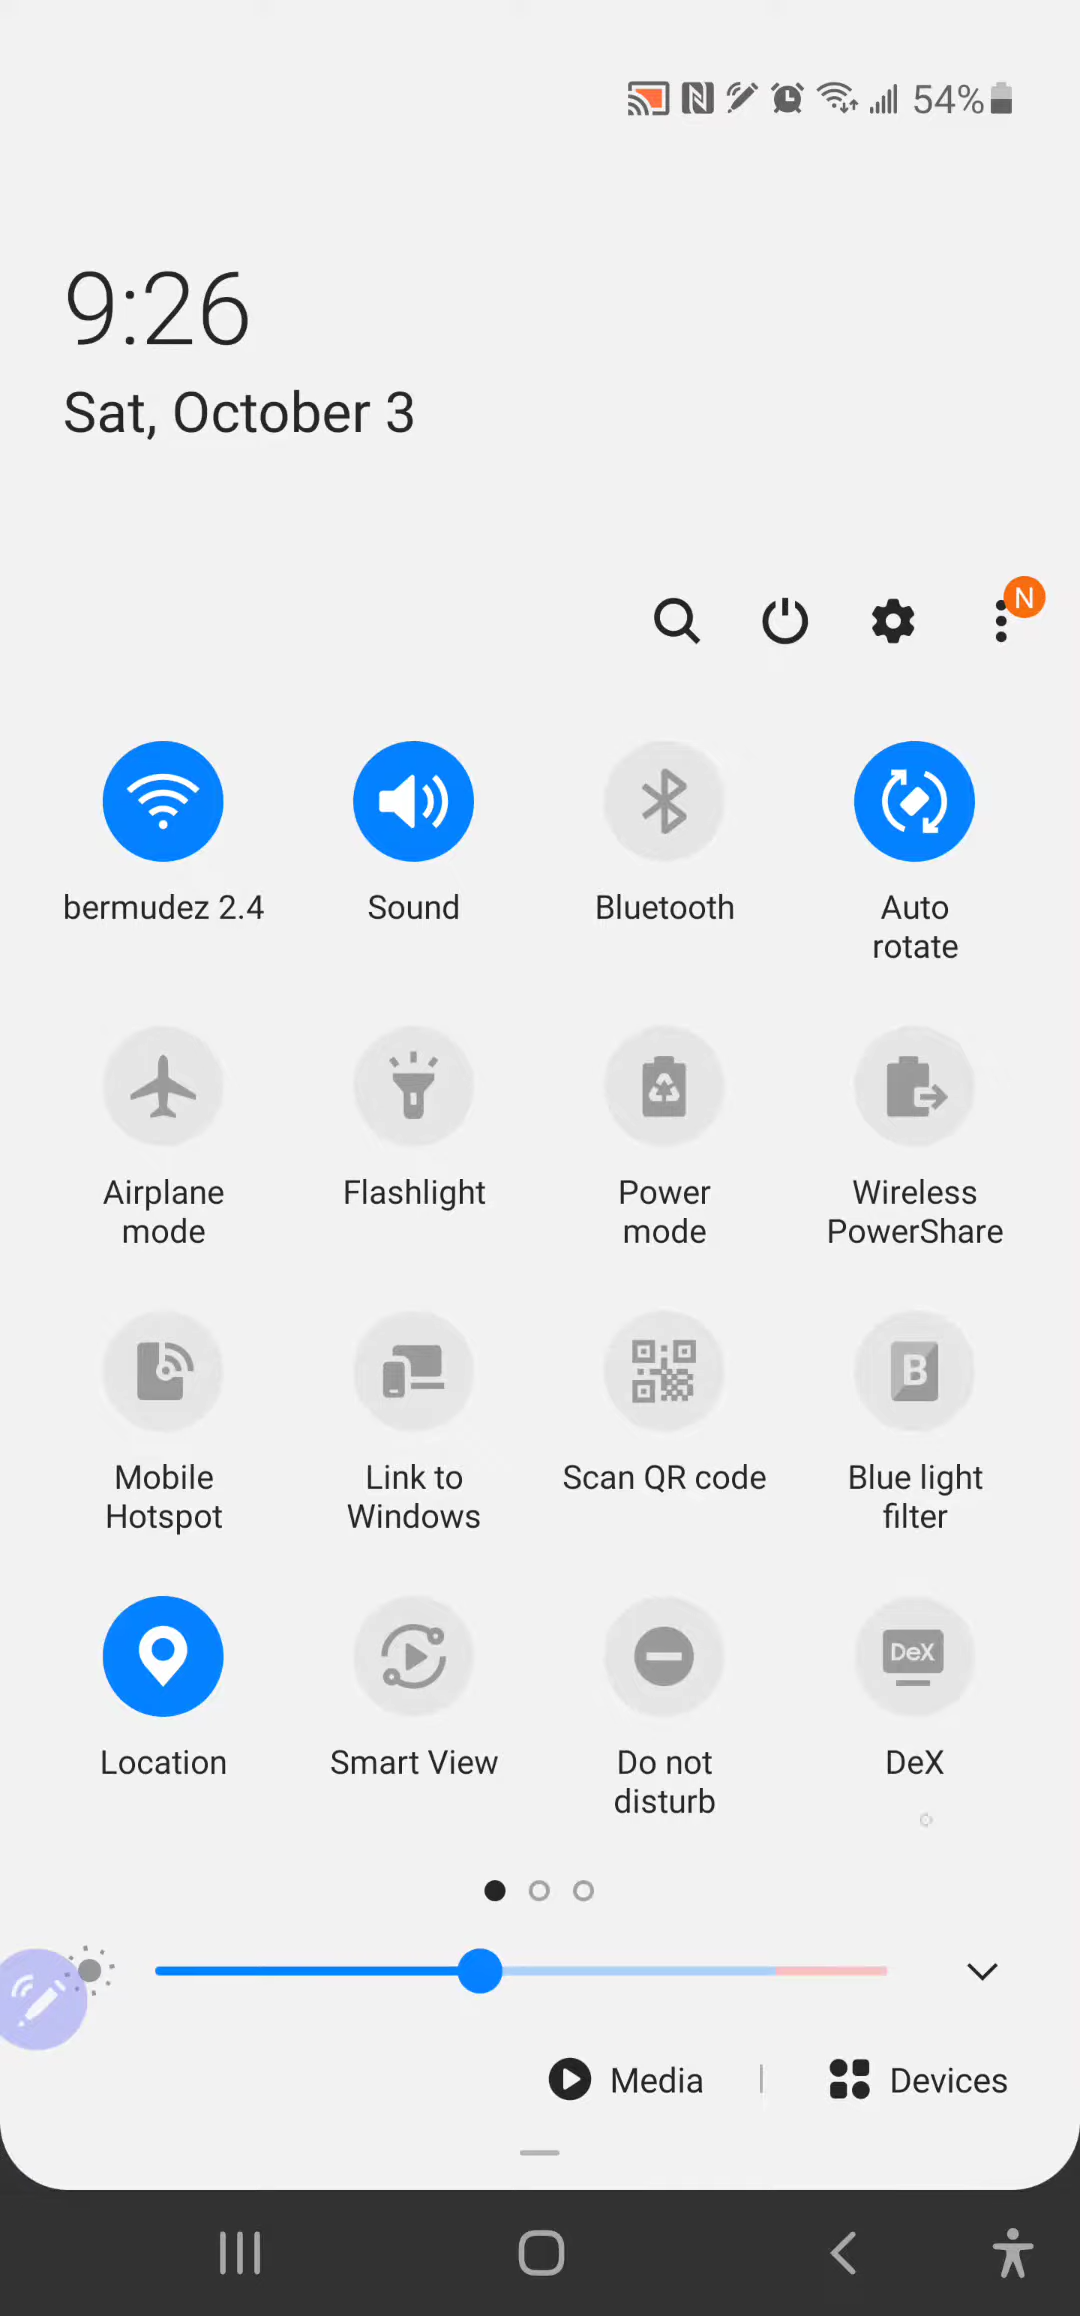 54%
9:26
Sat, October 3
N
bermudez 2.4
Sound
Bluetooth
Auto
rotate
Airplane
mode
Flashlight
Power
mode
Wireless
PowerShare
Mobile
Hotspot
Link to
Windows
Scan QR code
B
Blue light
filter
Location
Smart View
Do not
disturb
DeX
DeX
Media
Devices